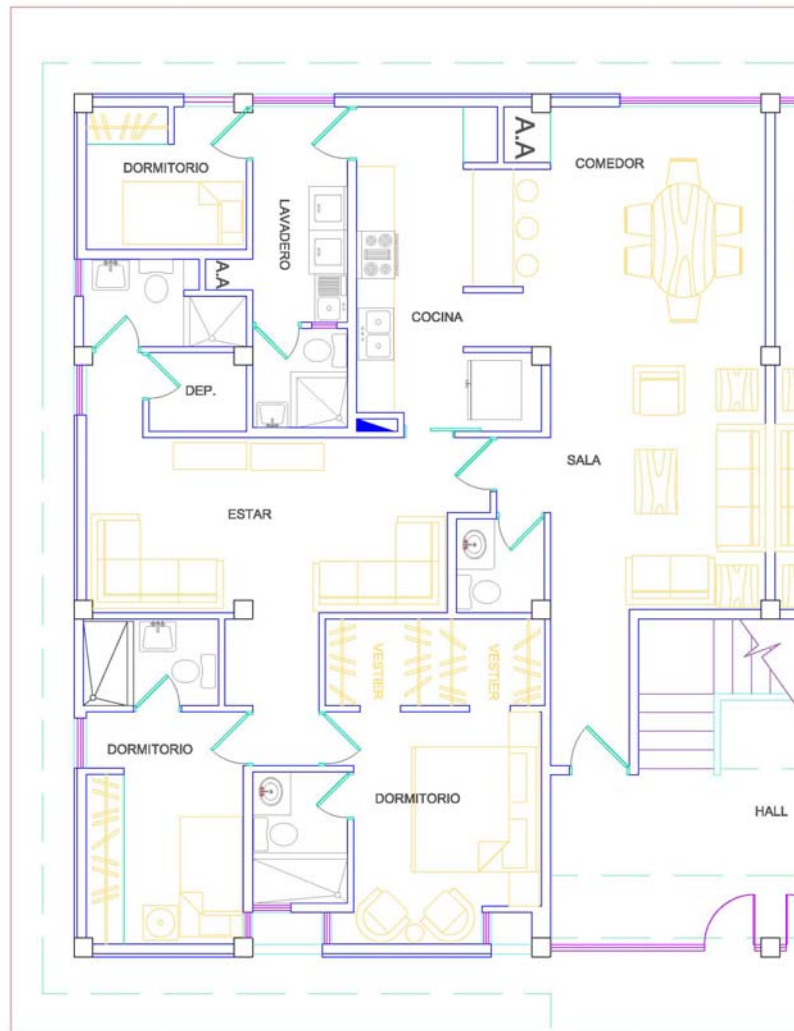 A.A
COMEDOR
DORMITORIO
LAVADERO
A.A
COCINA
DEP.
SALA
ESTAR
VESTIER
VESTIER
DORMITORIO
DORMITORIO
HALL